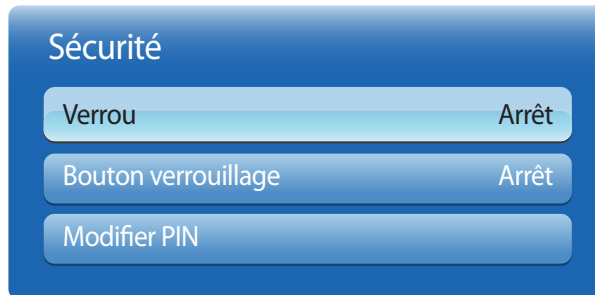 Sécurité
Verrou Arrêt
Bouton verrouillage Arrêt
Modifier PIN